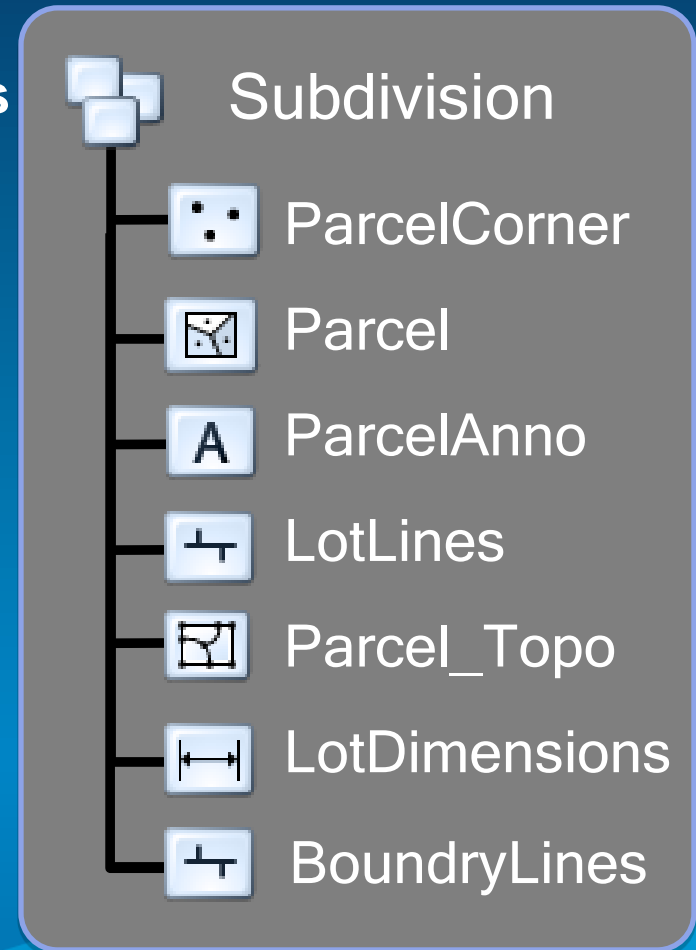 s
Subdivision
ParcelCorner
Parcel
A
ParcelAnno
LotLines
Parcel_Topo
LotDimensions
BoundryLines